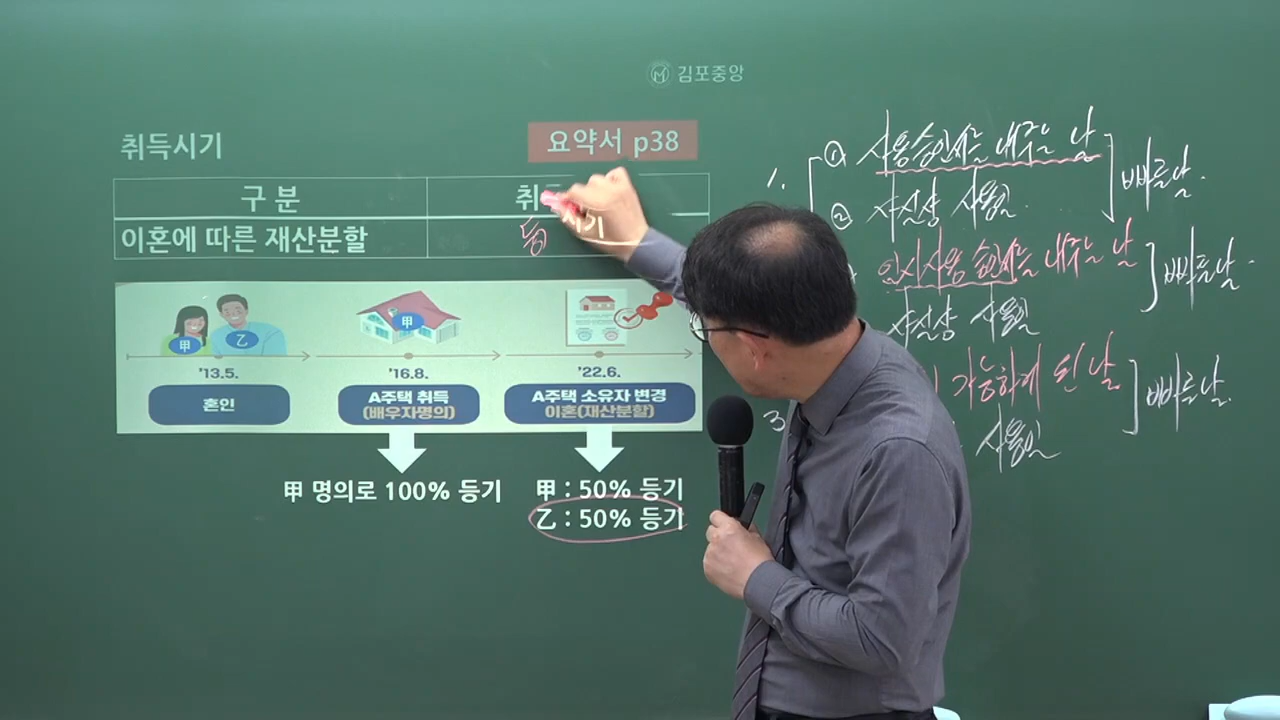 김포중앙
취득시기
요약서 p38
구 분
취득시기
이혼에 따른 재산분할
등
甲
乙
甲
'13.5.
'16.8.
'22.6.
혼인
A주택 취득
(배우자명의)
A주택 소유자 변경
이혼(재산분할)
甲 명의로 100% 등기
甲 : 50% 등기
乙 : 50% 등기
1.
① 사용승인서를 내주는 날
② 사실상 사용일.
빠른날.
임시사용 승인서를 내주는 날
사실상 사용일
빠른날.
3
가능하게 된 날
사용일
빠른날.